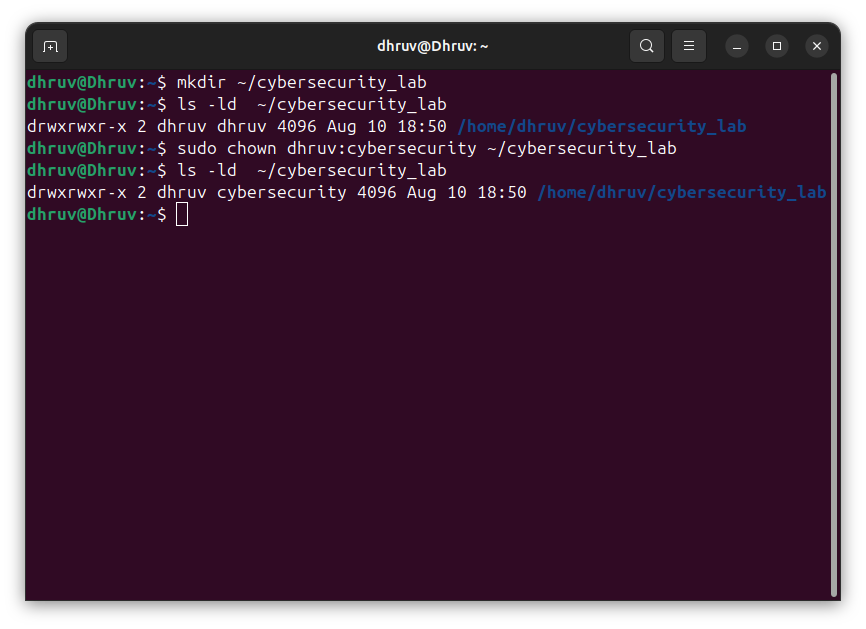 dhruv@Dhruv: ~
dhruv@Dhruv:~$ mkdir ~/cybersecurity_lab
dhruv@Dhruv:~$ ls -ld  ~/cybersecurity_lab
drwxrwxr-x 2 dhruv dhruv 4096 Aug 10 18:50 /home/dhruv/cybersecurity_lab
dhruv@Dhruv:~$ sudo chown dhruv:cybersecurity ~/cybersecurity_lab
dhruv@Dhruv:~$ ls -ld  ~/cybersecurity_lab
drwxrwxr-x 2 dhruv cybersecurity 4096 Aug 10 18:50 /home/dhruv/cybersecurity_lab
dhruv@Dhruv:~$